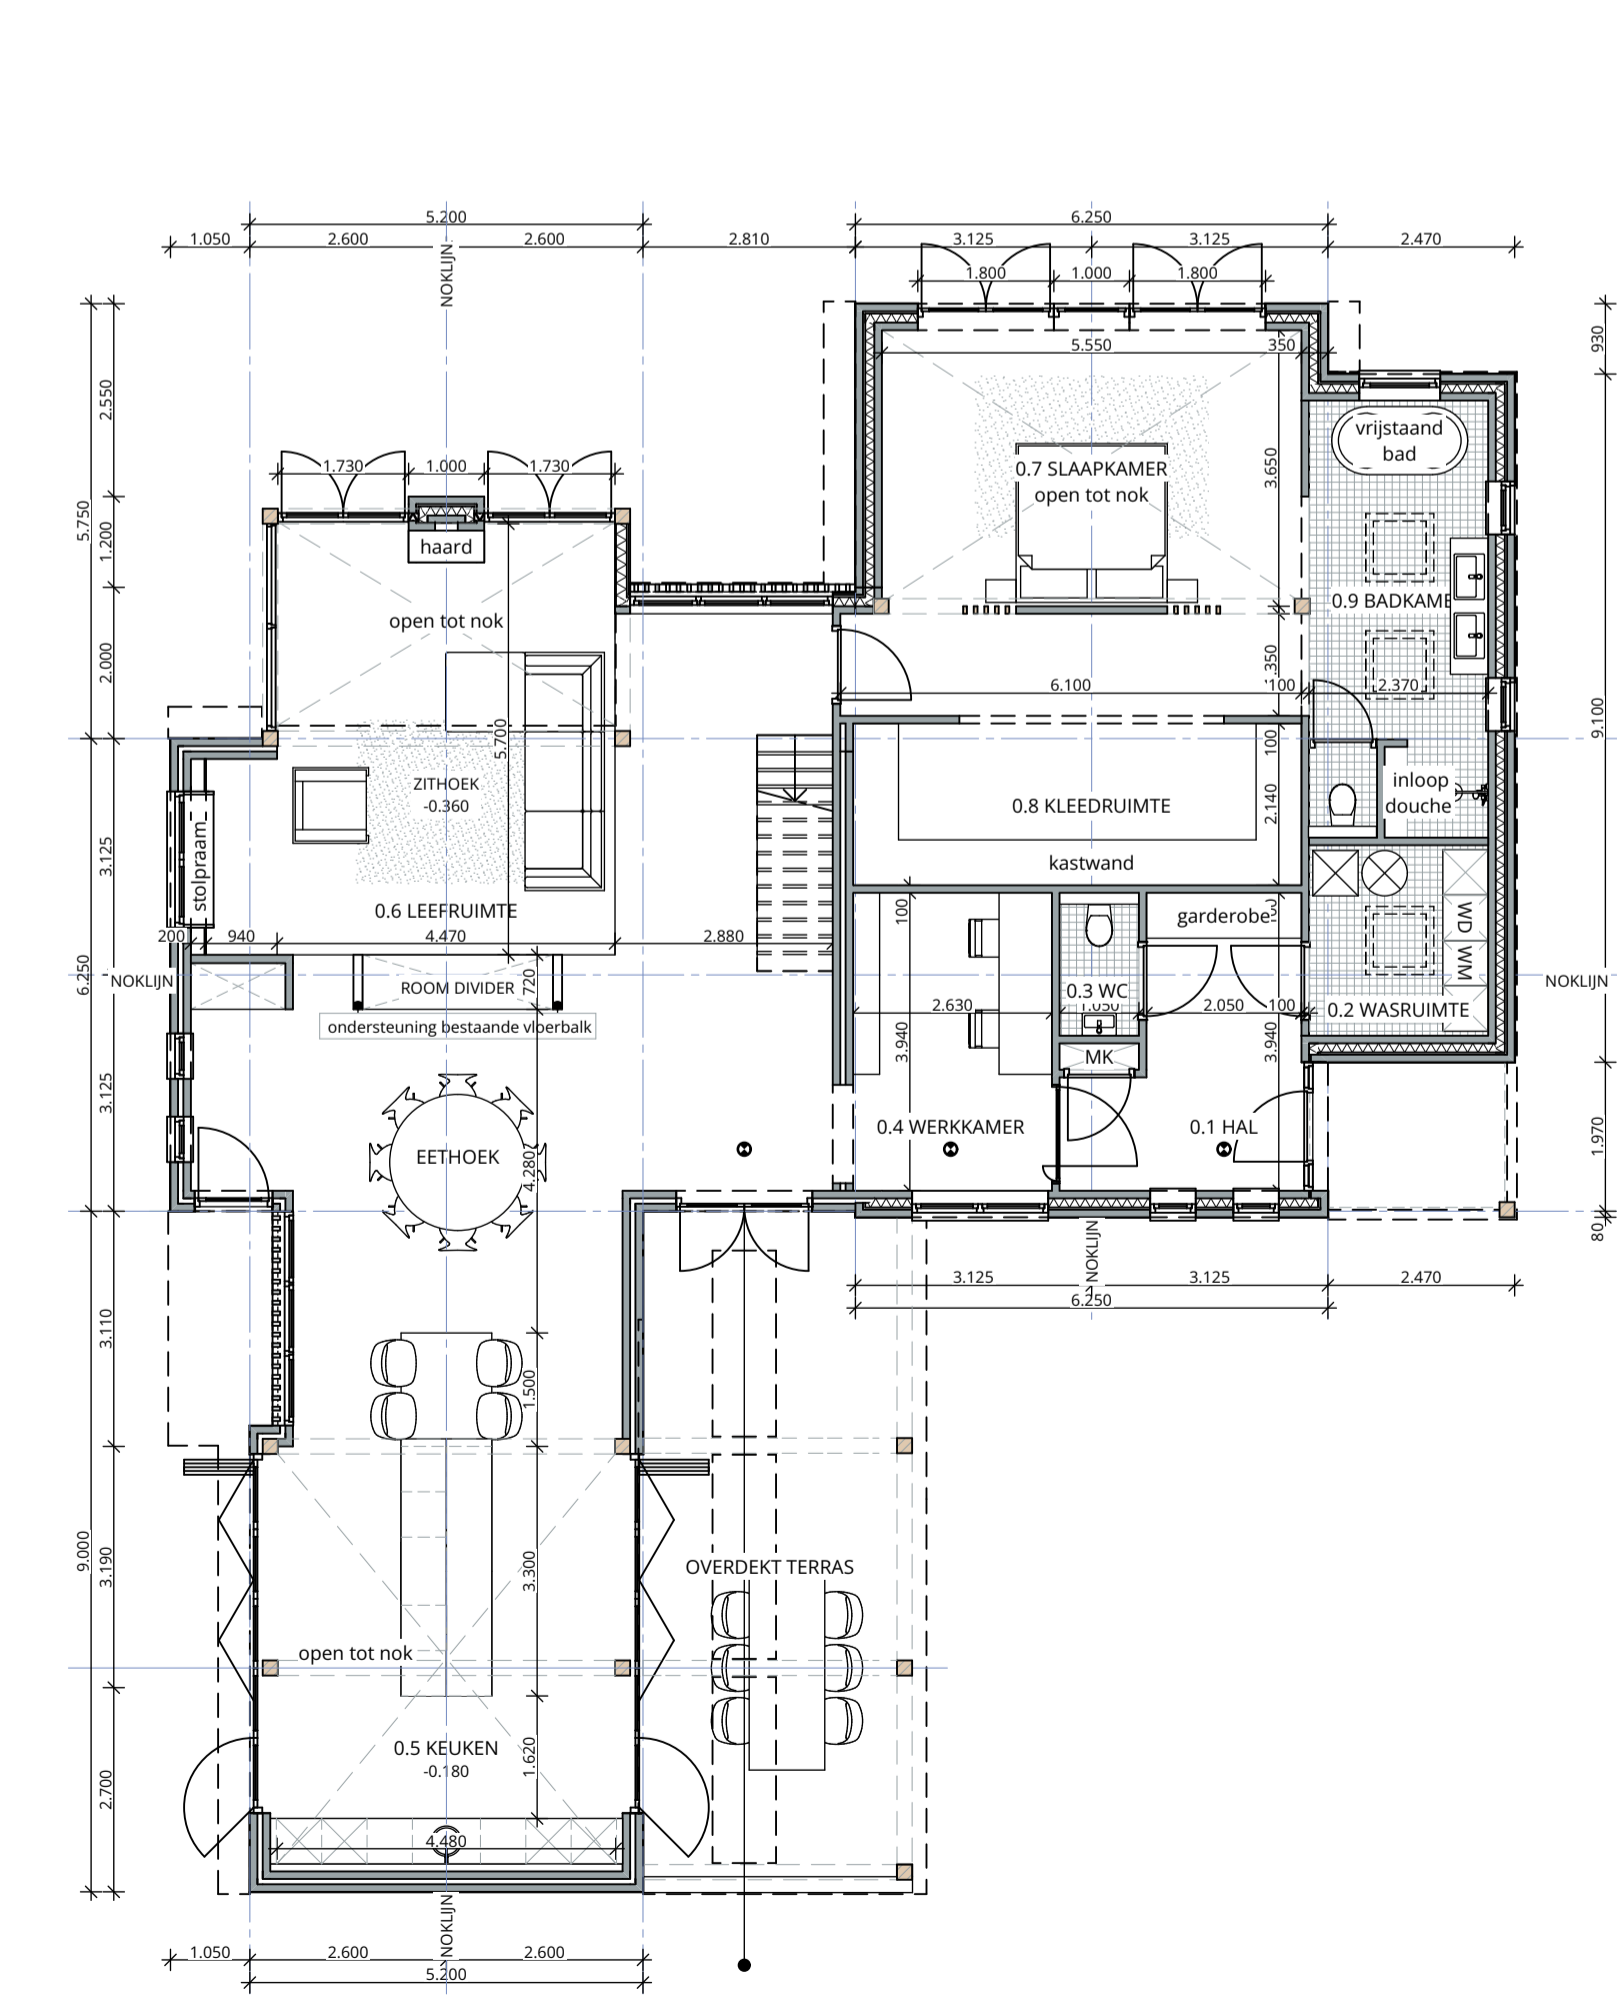 5.200
6.250
1.050
2.600
NOKLIJN
2.600
2.810
3.125
3.125
2.470
1.800
1.000
1.800
930
5.550
350
2.550
1.730
1.000
1.730
vrijstaand
bad
0.7 SLAAPKAMER
open tot nok
3.650
5.750
1.200
haard
open tot nok
0.9 BADKAME
2.000
.350
6.100
100
2.370
9.100
5.700
100
ZITHOEK
-0.360
inloop
douche
0.8 KLEEDRUIMTE
2.140
3.125
stolpraam
kastwand
0.6 LEEFRUIMTE
100
garderobe
WD
200
940
4.470
2.880
WM
6.250
NOKLIJN
ROOM DIVIDER
720
NOKLIJN
0.3 WC
1.050
2.630
2.050
100
0.2 WASRUIMTE
ondersteuning bestaande vloerbalk
3.940
3.940
MK
3.125
0.4 WERKKAMER
0.1 HAL
1.970
EETHOEK
4.280
80
NOKLIJN
3.125
3.125
2.470
6.250
3.110
1.500
9.000
3.190
3.300
OVERDEKT TERRAS
open tot nok
0.5 KEUKEN
-0.180
1.620
2.700
4.480
NOKLIJN
1.050
2.600
2.600
5.200